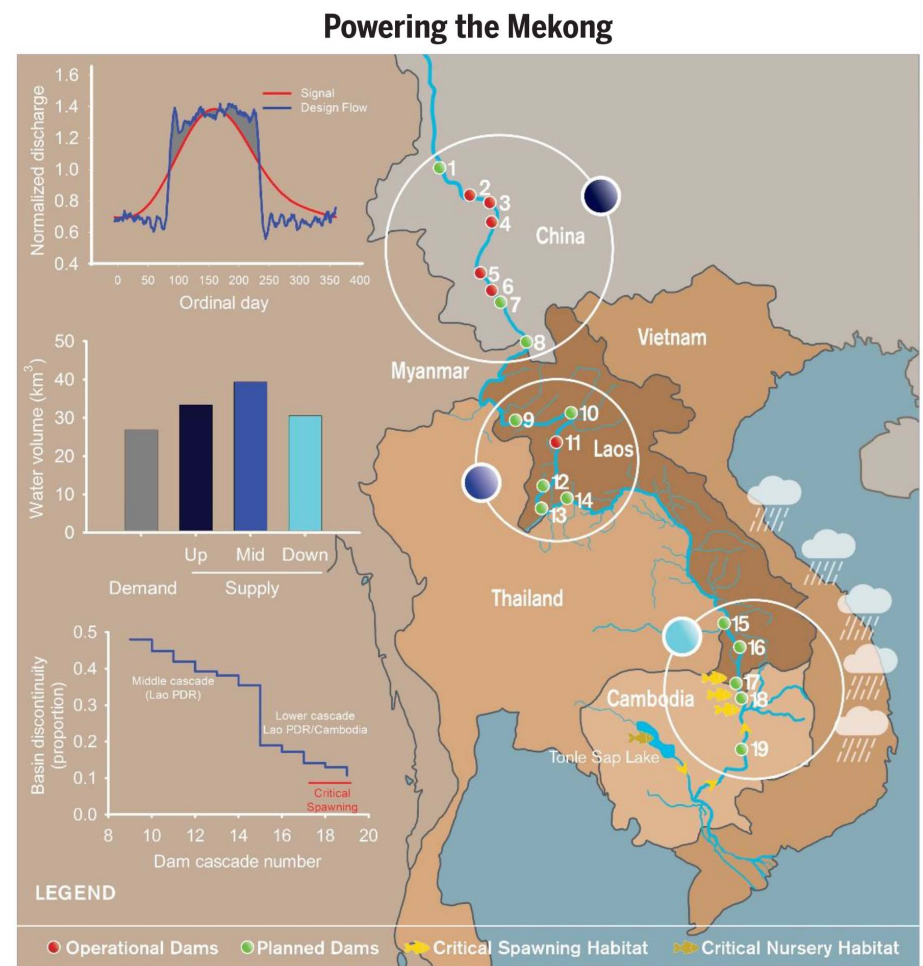 Powering the Mekong
1.6
1.4
1.2
1.0
0.8
0.6
0.4
Normalized discharge
Signal
Design Flow
0 50 100 150 200 250 300 350 400
Ordinal day
50
40
30
20
10
0
Water volume (km³)
Up Mid Down
Demand Supply
0.5
0.4
0.3
0.2
0.1
0.0
Basin discontinuity
(proportion)
Middle cascade
(Lao PDR)
Lower cascade
Lao PDR/Cambodia
Critical
Spawning
8 10 12 14 16 18 20
Dam cascade number
1
2
3
4
China
5
6
7
8
Vietnam
Myanmar
9
10
11
Laos
12
14
13
Thailand
15
16
17
Cambodia
18
19
Tonle Sap Lake
LEGEND
Operational Dams Planned Dams Critical Spawning Habitat Critical Nursery Habitat